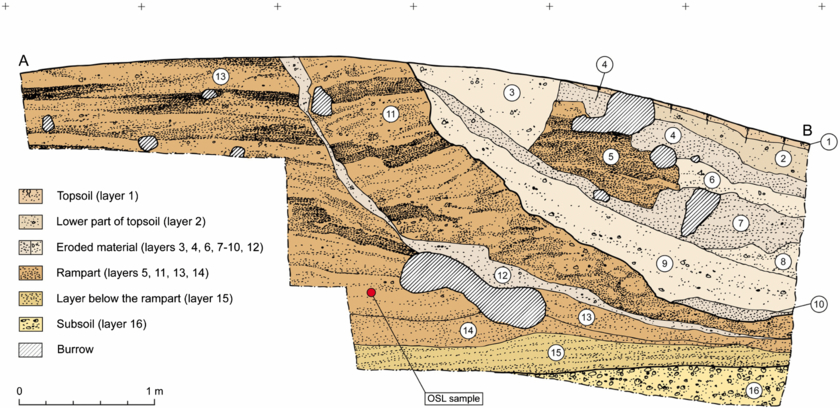 A
13
11
3
4
B
1
4
2
5
6
7
9
8
12
10
13
14
15
16
Topsoil (layer 1)
Lower part of topsoil (layer 2)
Eroded material (layers 3, 4, 6, 7-10, 12)
Rampart (layers 5, 11, 13, 14)
Layer below the rampart (layer 15)
Subsoil (layer 16)
Burrow
0 1 m
OSL sample